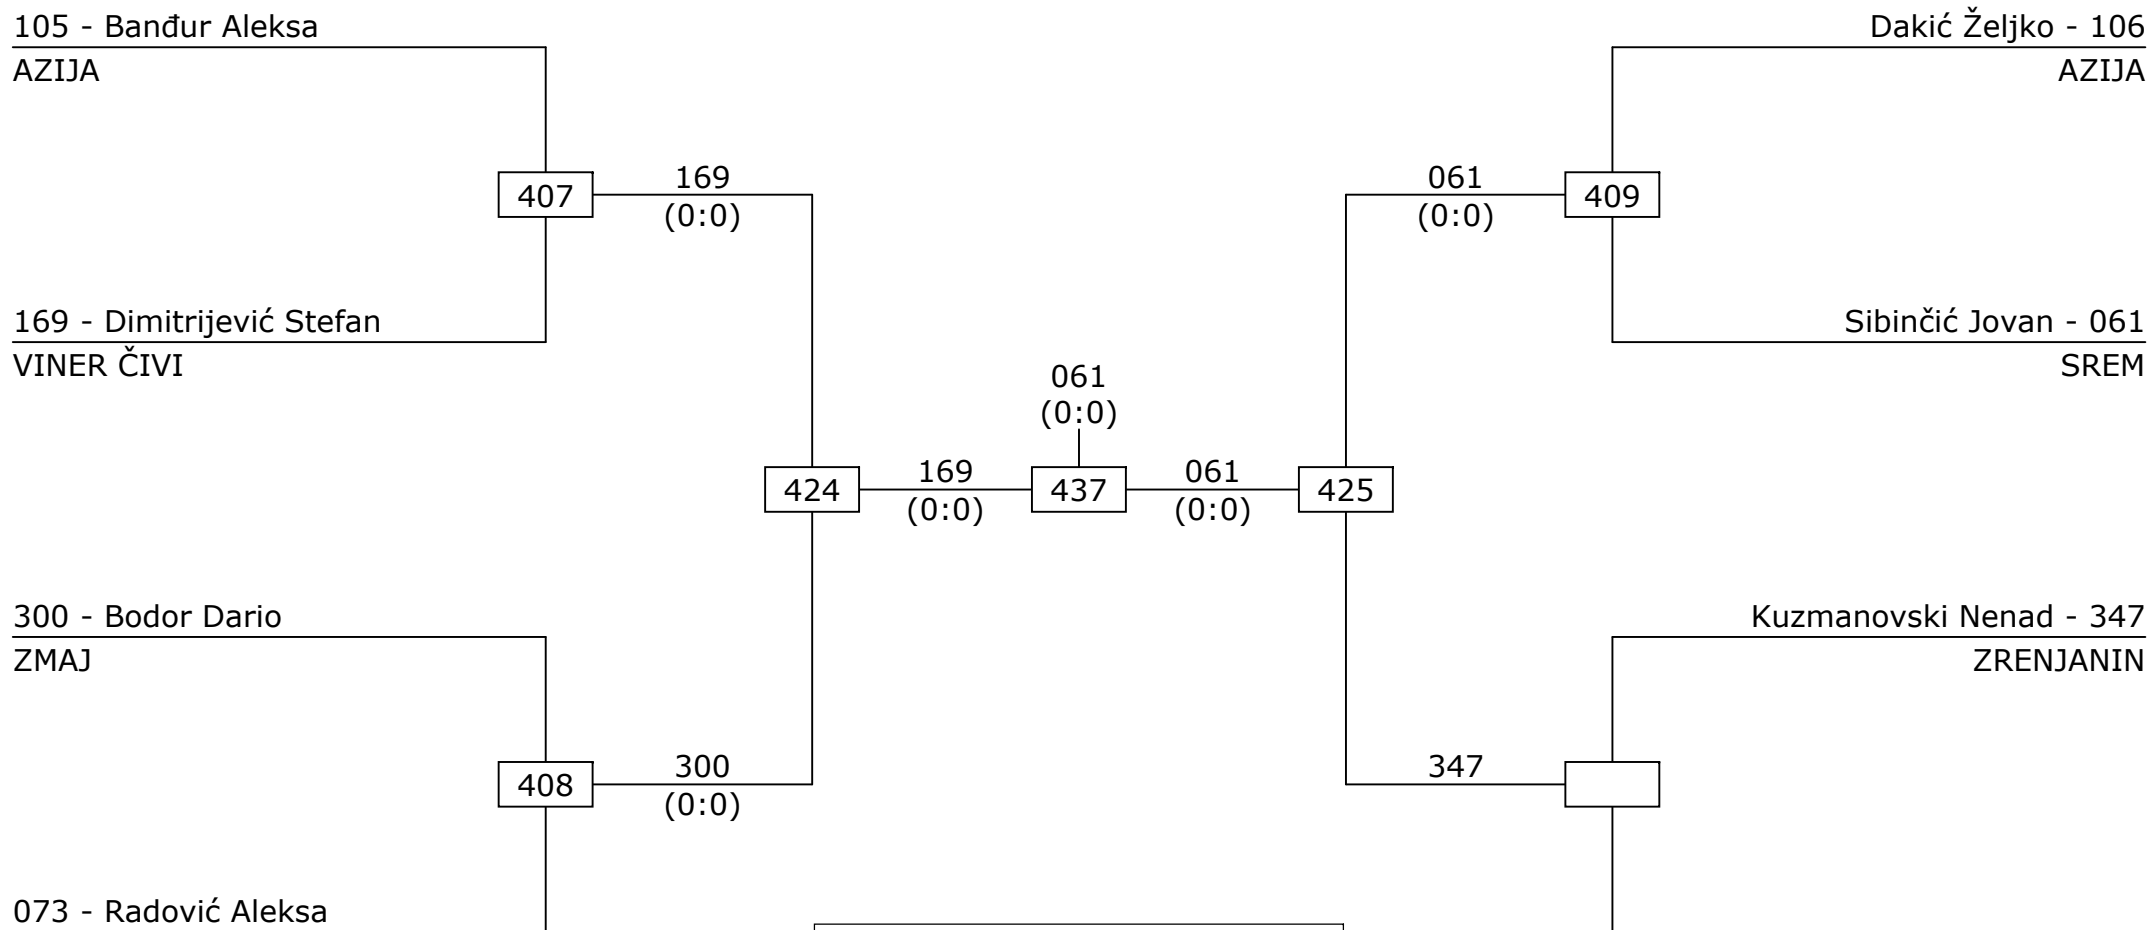 105 - Banđur Aleksa
AZIJA
Dakić Željko - 106
AZIJA
407
169
(0:0)
061
(0:0)
409
169 - Dimitrijević Stefan
VINER ČIVI
Sibinčić Jovan - 061
SREM
061
(0:0)
424
169
(0:0)
437
061
(0:0)
425
300 - Bodor Dario
ZMAJ
Kuzmanovski Nenad - 347
ZRENJANIN
408
300
(0:0)
347
073 - Radović Aleksa